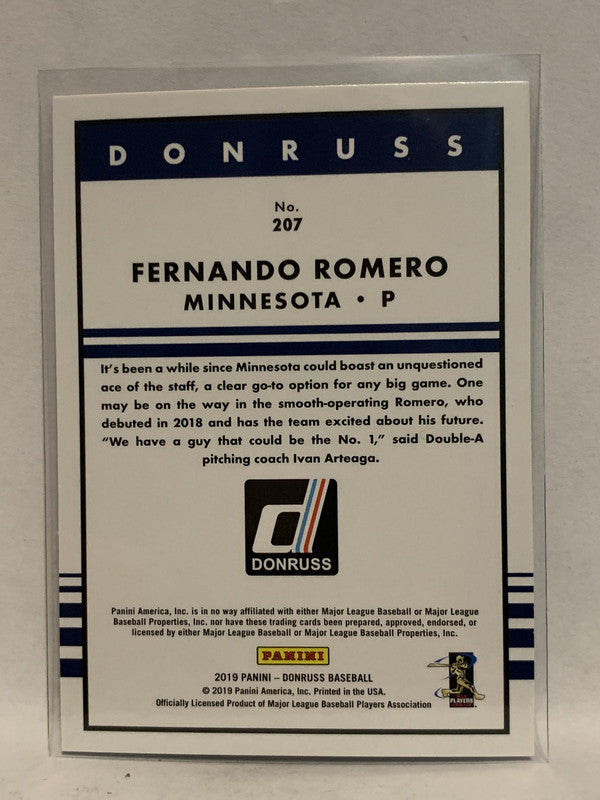 DONRUSS
No.
207
FERNANDO ROMERO
MINNESOTA • P
It's been a while since Minnesota could boast an unquestioned
ace of the staff, a clear go-to option for any big game. One
may be on the way in the smooth-operating Romero, who
debuted in 2018 and has the team excited about his future.
"We have a guy that could be the No. 1," said Double-A
pitching coach Ivan Arteaga.
d
DONRUSS
Panini America, Inc. is in no way affiliated with either Major League Baseball or Major League
Baseball Properties, Inc. nor have these trading cards been prepared, approved, endorsed, or
licensed by either Major League Baseball or Major League Baseball Properties, Inc.
PANINI
2019 PANINI – DONRUSS BASEBALL
© 2019 Panini America, Inc. Printed in the USA.
Officially Licensed Product of Major League Baseball Players Association
PLAYERS